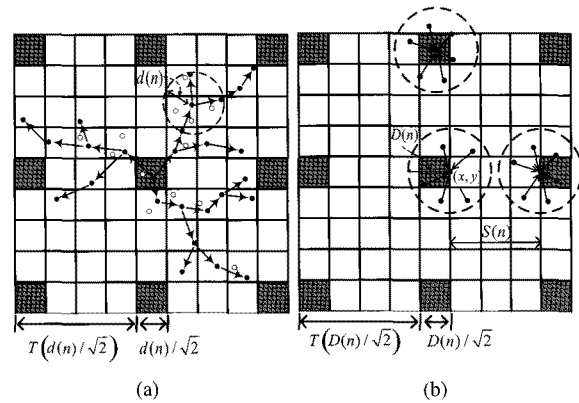 d(n)
D(n)
(x, y)
S(n)
T(d(n)/√2) d(n)/√2
T(D(n)/√2) D(n)/√2
(a) (b)